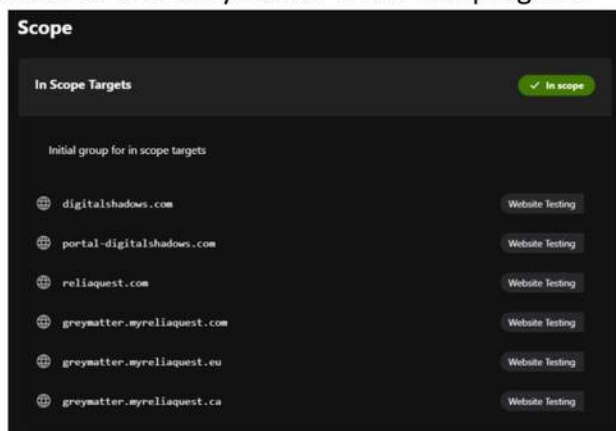 Scope
In Scope Targets
In scope
Initial group for in scope targets
digitalshadows.com Website Testing
portal-digitalshadows.com Website Testing
reliaquest.com Website Testing
greymatter.myreliaquest.com Website Testing
greymatter.myreliaquest.eu Website Testing
greymatter.myreliaquest.ca Website Testing